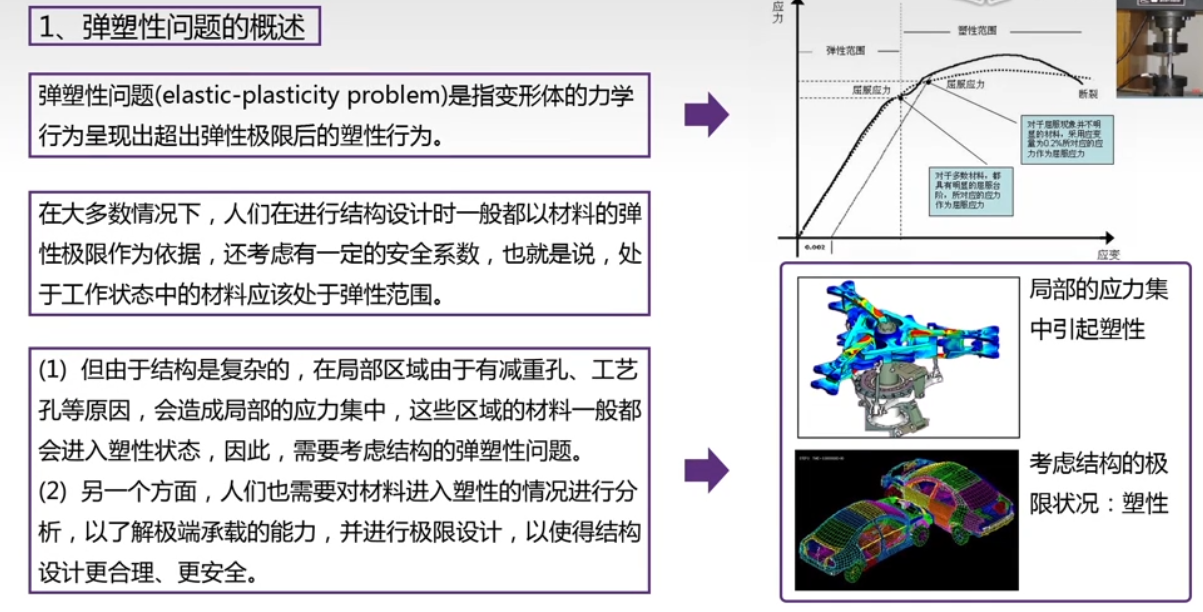 1、弹塑性问题的概述
弹塑性问题(elastic-plasticity problem)是指变形体的力学
行为呈现出超出弹性极限后的塑性行为。
在大多数情况下，人们在进行结构设计时一般都以材料的弹
性极限作为依据，还考虑有一定的安全系数，也就是说，处
于工作状态中的材料应该处于弹性范围。
(1) 但由于结构是复杂的，在局部区域由于有减重孔、工艺
孔等原因，会造成局部的应力集中，这些区域的材料一般都
会进入塑性状态，因此，需要考虑结构的弹塑性问题。
(2) 另一个方面，人们也需要对材料进入塑性的情况进行分
析，以了解极端承载的能力，并进行极限设计，以使得结构
设计更合理、更安全。
应
力
塑性范围
弹性范围
屈服应力
屈服应力
断裂
对于屈服现象并不明
显的材料，采用应变
量为0.2%所对应的应
力作为屈服应力
对于多数材料，都
具有明显的屈服台
阶，所对应的应力
作为屈服应力
0.002
应变
局部的应力集
中引起塑性
考虑结构的极
限状况：塑性